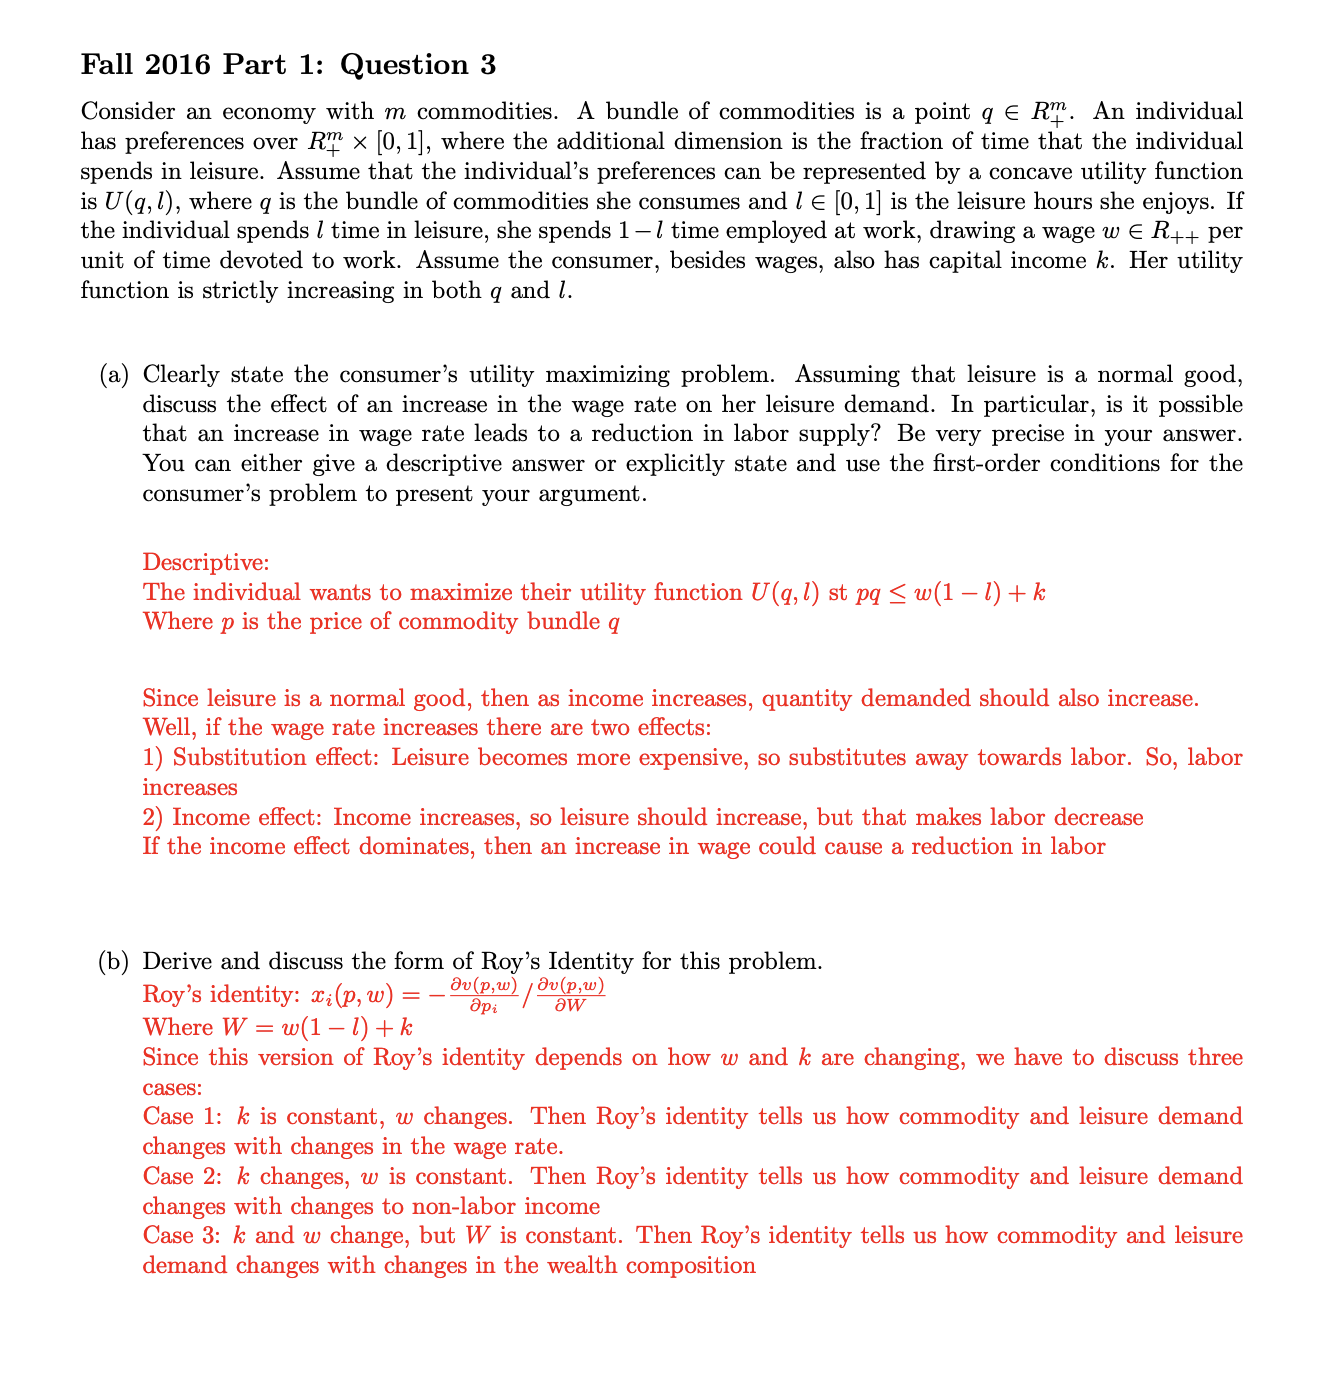 Fall 2016 Part 1: Question 3
Consider an economy with m commodities. A bundle of commodities is a point q ∈ R₊ᵐ. An individual
has preferences over R₊ᵐ × [0, 1], where the additional dimension is the fraction of time that the individual
spends in leisure. Assume that the individual's preferences can be represented by a concave utility function
is U(q, l), where q is the bundle of commodities she consumes and l ∈ [0, 1] is the leisure hours she enjoys. If
the individual spends l time in leisure, she spends 1 − l time employed at work, drawing a wage w ∈ R₊₊ per
unit of time devoted to work. Assume the consumer, besides wages, also has capital income k. Her utility
function is strictly increasing in both q and l.
(a) Clearly state the consumer's utility maximizing problem. Assuming that leisure is a normal good,
discuss the effect of an increase in the wage rate on her leisure demand. In particular, is it possible
that an increase in wage rate leads to a reduction in labor supply? Be very precise in your answer.
You can either give a descriptive answer or explicitly state and use the first-order conditions for the
consumer's problem to present your argument.
Descriptive:
The individual wants to maximize their utility function U(q, l) st pq ≤ w(1 − l) + k
Where p is the price of commodity bundle q
Since leisure is a normal good, then as income increases, quantity demanded should also increase.
Well, if the wage rate increases there are two effects:
1) Substitution effect: Leisure becomes more expensive, so substitutes away towards labor. So, labor
increases
2) Income effect: Income increases, so leisure should increase, but that makes labor decrease
If the income effect dominates, then an increase in wage could cause a reduction in labor
(b) Derive and discuss the form of Roy's Identity for this problem.
Roy's identity: xᵢ(p, w) = − ∂v(p,w)/∂pᵢ / ∂v(p,w)/∂W
Where W = w(1 − l) + k
Since this version of Roy's identity depends on how w and k are changing, we have to discuss three
cases:
Case 1: k is constant, w changes. Then Roy's identity tells us how commodity and leisure demand
changes with changes in the wage rate.
Case 2: k changes, w is constant. Then Roy's identity tells us how commodity and leisure demand
changes with changes to non-labor income
Case 3: k and w change, but W is constant. Then Roy's identity tells us how commodity and leisure
demand changes with changes in the wealth composition